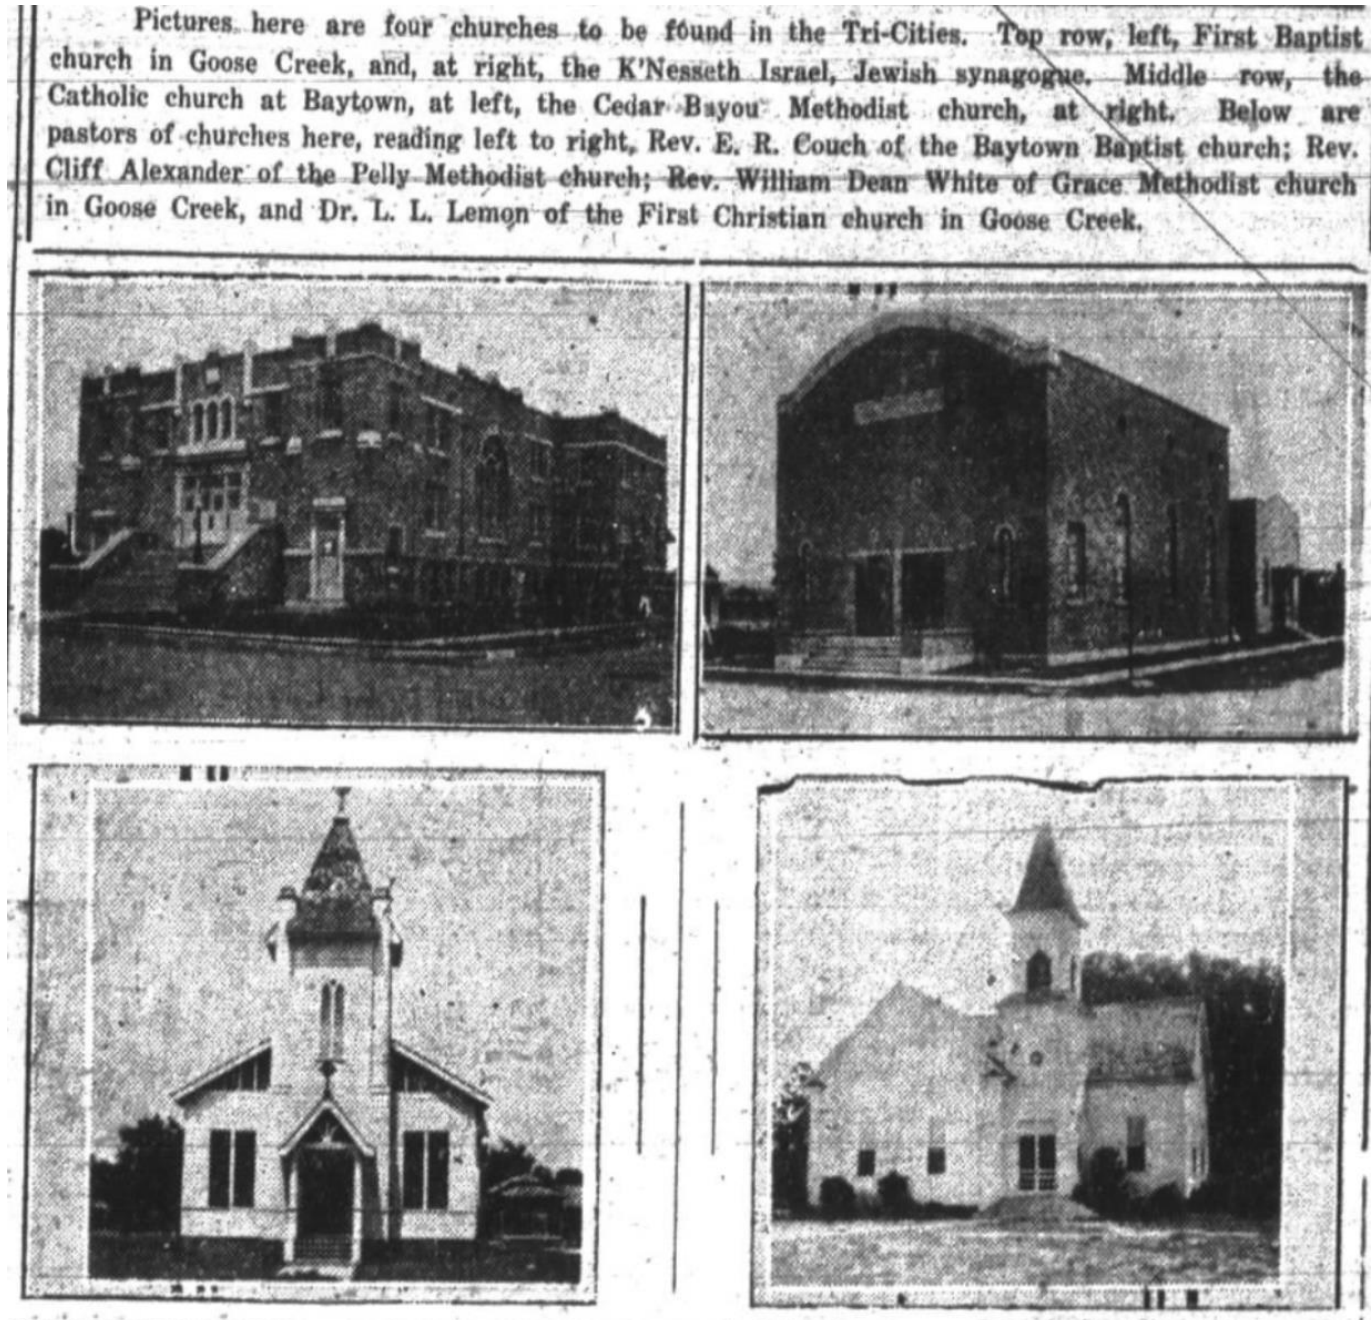 Pictures here are four churches to be found in the Tri-Cities. Top row, left, First Baptist
church in Goose Creek, and, at right, the K'Nesseth Israel, Jewish synagogue. Middle row, the
Catholic church at Baytown, at left, the Cedar Bayou Methodist church, at right. Below are
pastors of churches here, reading left to right, Rev. E. R. Couch of the Baytown Baptist church; Rev.
Cliff Alexander of the Pelly Methodist church; Rev. William Dean White of Grace Methodist church
in Goose Creek, and Dr. L. L. Lemon of the First Christian church in Goose Creek.